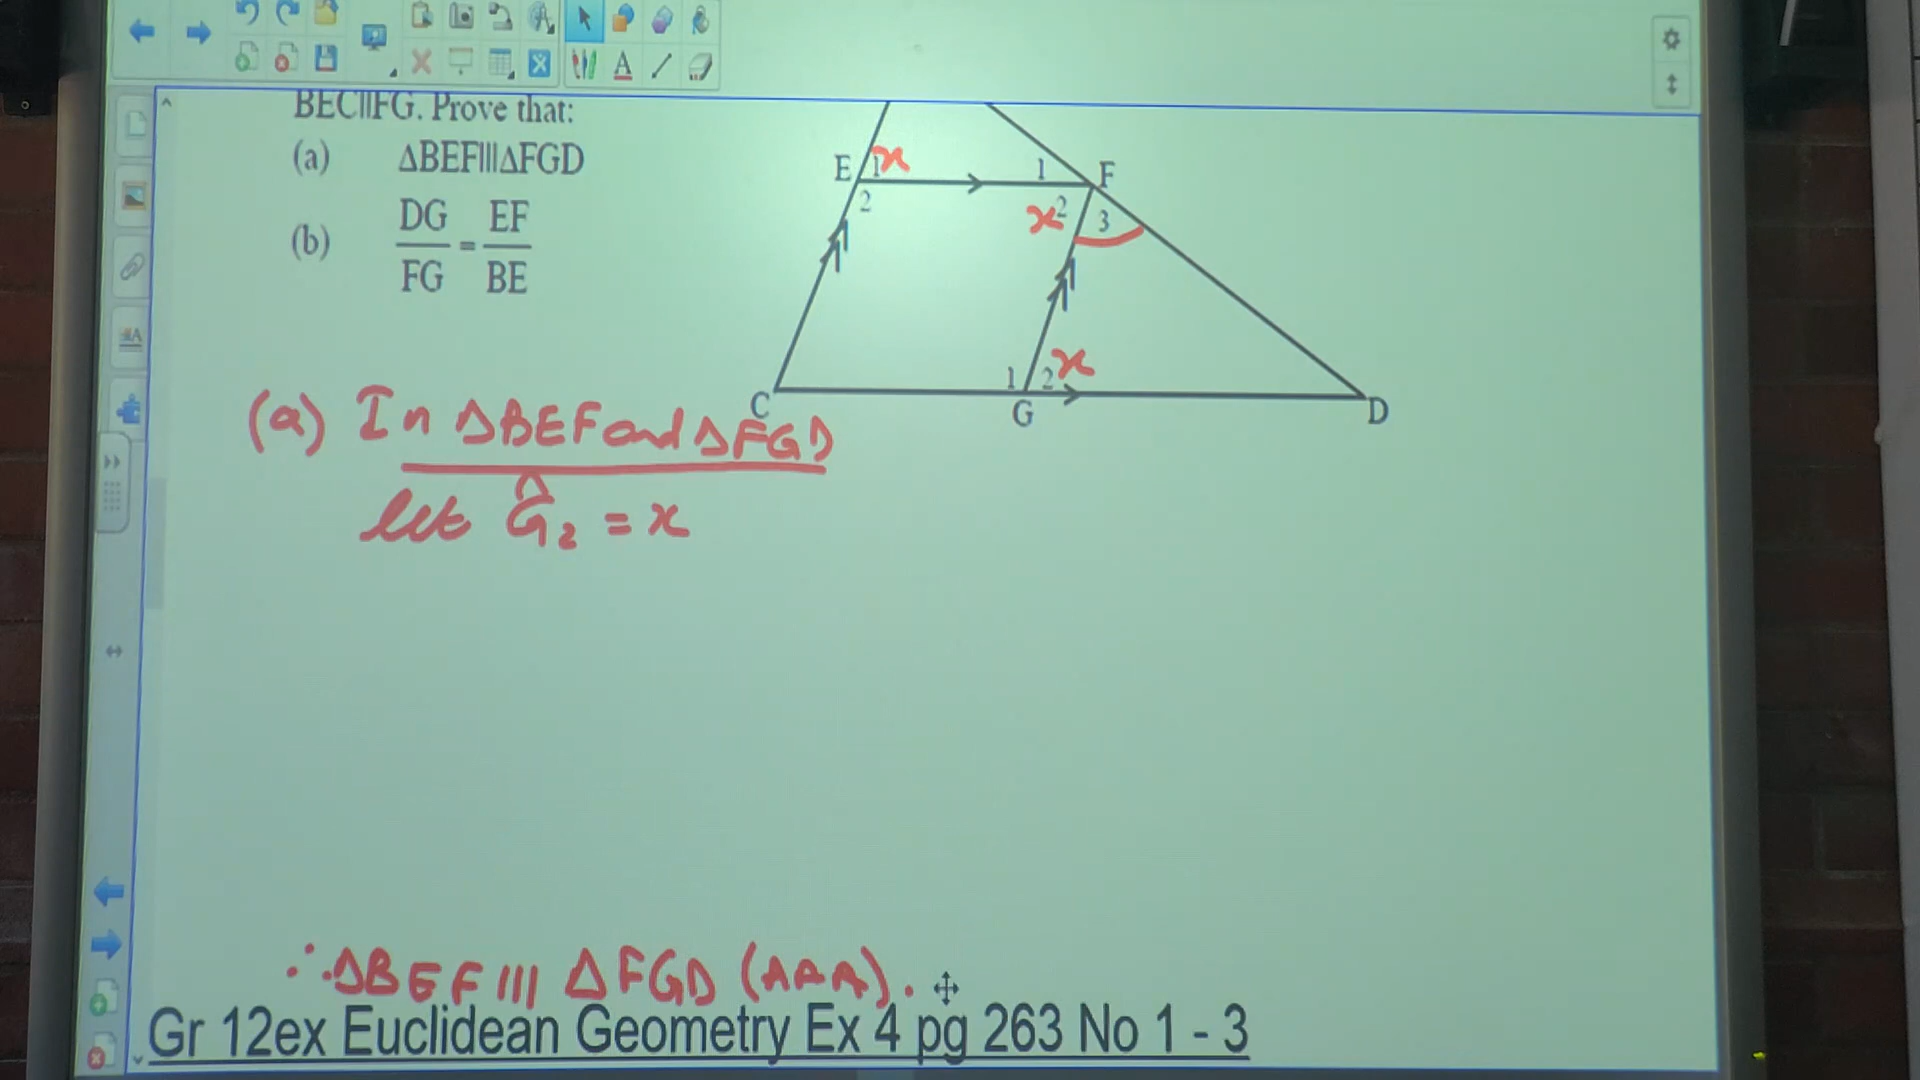 BEC||FG. Prove that:
(a) ΔBEF|||ΔFGD
(b) DG/FG = EF/BE
E 1 x 1 F
2 x 2 3
C 1 2 x G D
(a) In ΔBEF and ΔFGD
let Ĝ₂ = x
∴ ΔBEF ||| ΔFGD (AAA).
Gr 12ex Euclidean Geometry Ex 4 pg 263 No 1 - 3